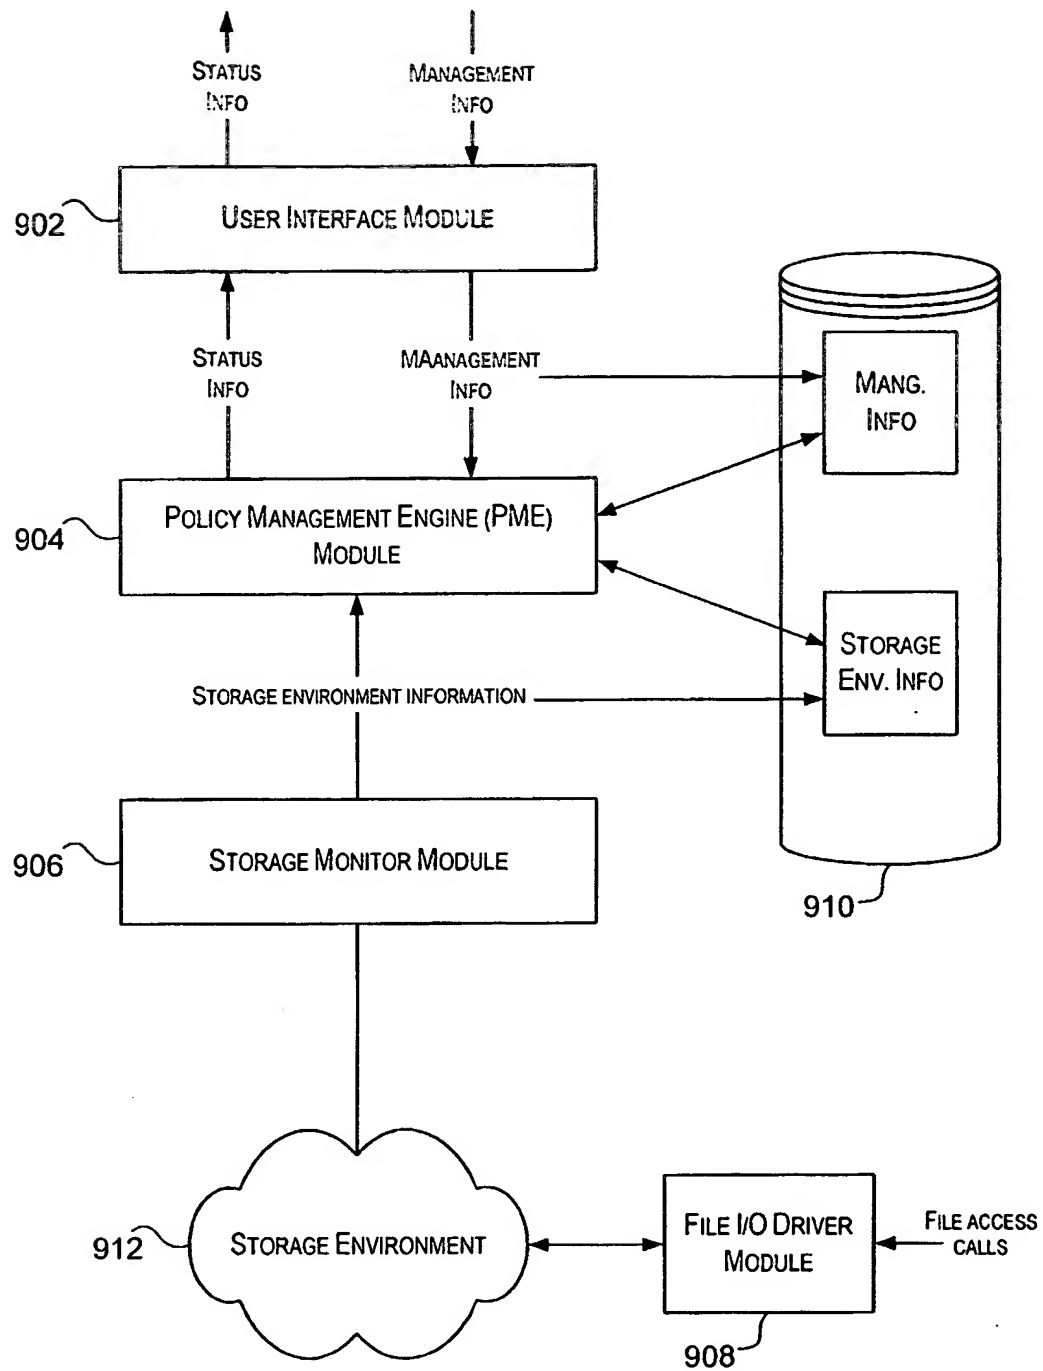 STATUS
INFO
MANAGEMENT
INFO
902
USER INTERFACE MODULE
STATUS
INFO
MAANAGEMENT
INFO
MANG.
INFO
904
POLICY MANAGEMENT ENGINE (PME)
MODULE
STORAGE
ENV. INFO
STORAGE ENVIRONMENT INFORMATION
906
STORAGE MONITOR MODULE
910
912
STORAGE ENVIRONMENT
FILE I/O DRIVER
MODULE
FILE ACCESS
CALLS
908